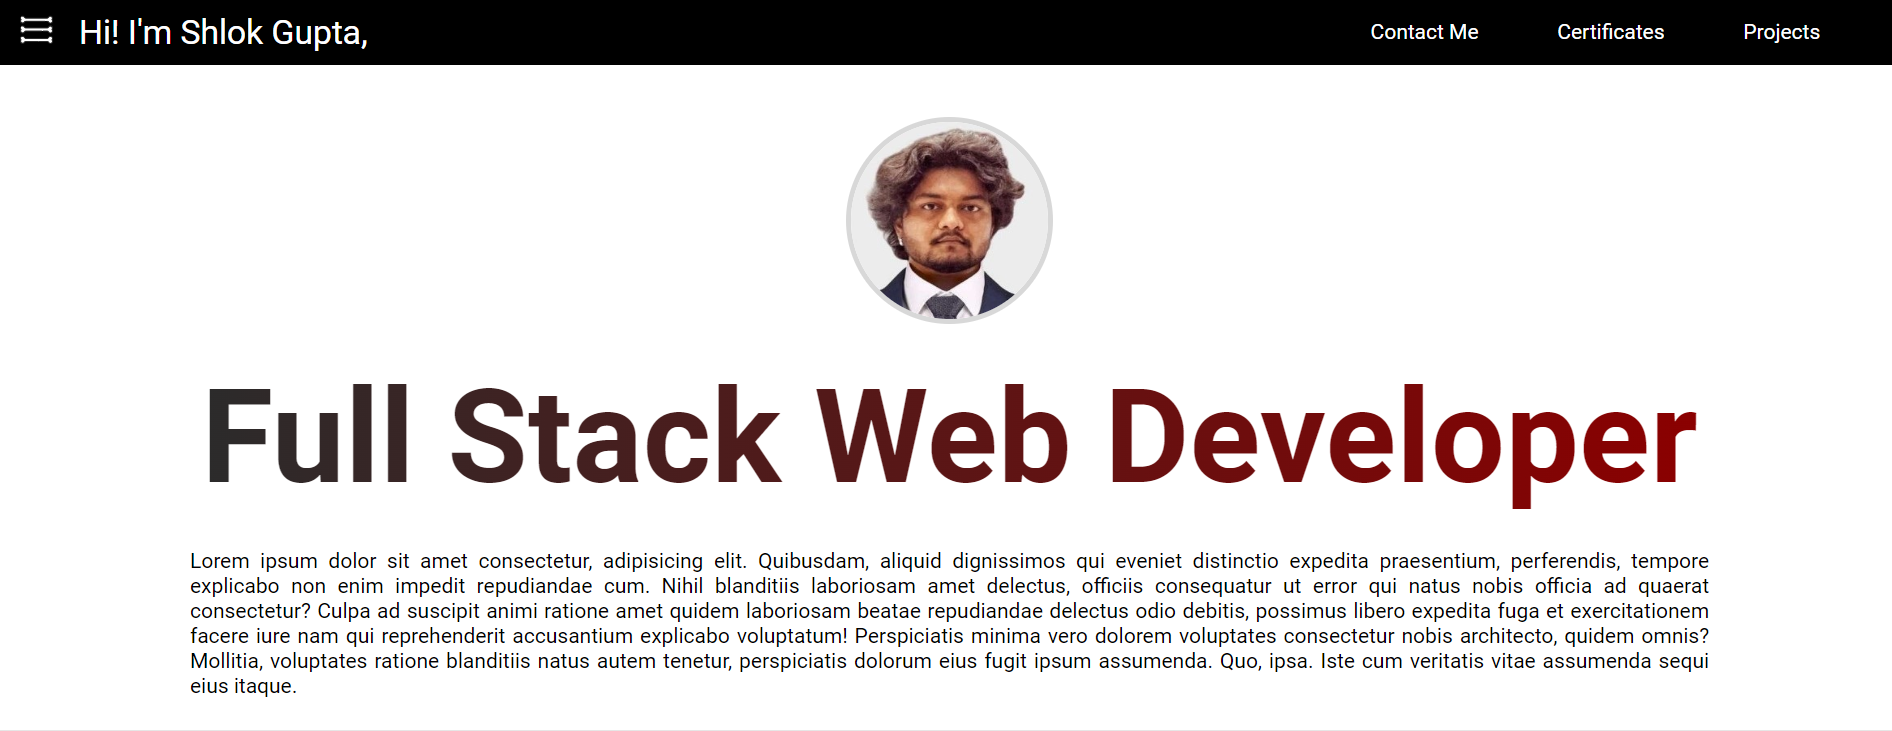 Hi! I'm Shlok Gupta,
Contact Me
Certificates
Projects
Full Stack Web Developer
Lorem ipsum dolor sit amet consectetur, adipisicing elit. Quibusdam, aliquid dignissimos qui eveniet distinctio expedita praesentium, perferendis, tempore
explicabo non enim impedit repudiandae cum. Nihil blanditiis laboriosam amet delectus, officiis consequatur ut error qui natus nobis officia ad quaerat
consectetur? Culpa ad suscipit animi ratione amet quidem laboriosam beatae repudiandae delectus odio debitis, possimus libero expedita fuga et exercitationem
facere iure nam qui reprehenderit accusantium explicabo voluptatum! Perspiciatis minima vero dolorem voluptates consectetur nobis architecto, quidem omnis?
Mollitia, voluptates ratione blanditiis natus autem tenetur, perspiciatis dolorum eius fugit ipsum assumenda. Quo, ipsa. Iste cum veritatis vitae assumenda sequi
eius itaque.